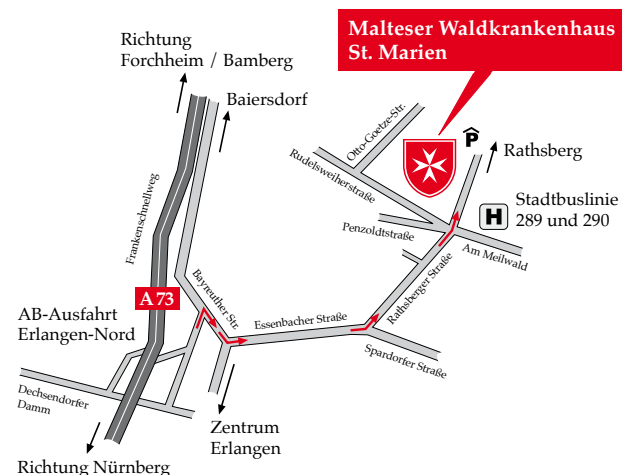 Malteser Waldkrankenhaus
St. Marien
Richtung
Forchheim / Bamberg
Baiersdorf
Otto-Goetze-Str.
P
Rathsberg
Rudelsweiherstraße
Stadtbuslinie
289 und 290
H
Penzoldtstraße
Am Meilwald
Frankenschnellweg
Rathsberger Straße
A 73
Bayreuther Str.
AB-Ausfahrt
Erlangen-Nord
Essenbacher Straße
Spardorfer Straße
Dechsendorfer
Damm
Zentrum
Erlangen
Richtung Nürnberg